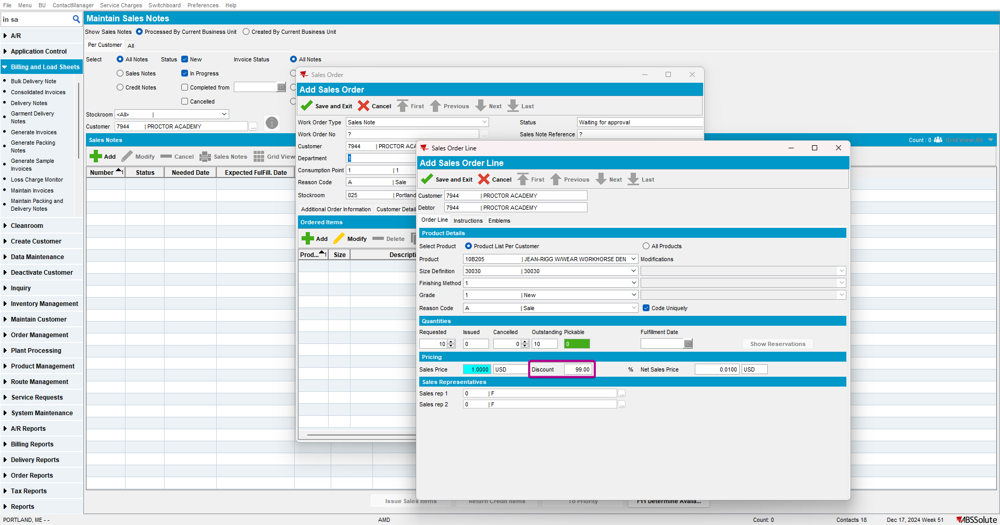 File Menu BU ContactManager Service Charges Switchboard Preferences Help
in sa
A/R
Application Control
Billing and Load Sheets
Bulk Delivery Note
Consolidated Invoices
Delivery Notes
Garment Delivery
Notes
Generate Invoices
Generate Packing
Notes
Generate Sample
Invoices
Loss Charge Monitor
Maintain Invoices
Maintain Packing and
Delivery Notes
Cleanroom
Create Customer
Data Maintenance
Deactivate Customer
Inquiry
Inventory Management
Maintain Customer
Order Management
Plant Processing
Product Management
Route Management
Service Requests
System Maintenance
A/R Reports
Billing Reports
Delivery Reports
Order Reports
Tax Reports
Reports
Maintain Sales Notes
Show Sales Notes Processed By Current Business Unit Created By Current Business Unit
Per Customer All
Select All Notes Status New Invoice Status All Notes
Sales Notes In Progress
Credit Notes Completed from 16
Cancelled
Stockroom <All> |
Customer 7944 | PROCTOR ACADEMY ...
Sales Notes Count : 0 Grid View All
Add Modify Cancel Sales Notes Grid View
Number 1 Status Needed Date Expected FulFill. Date
Sales Order
Add Sales Order
Save and Exit Cancel First Previous Next Last
Work Order Type Sales Note Status Waiting for approval
Work Order No ? ... Sales Note Reference ?
Customer 7944 | PROCTOR ACA
Department 1
Consumption Point 1 | 1
Reason Code A | Sale
Stockroom 025 | Portland
Additional Order Information Customer Detail
Ordered Items
Add Modify Delete
Prod... 1 Size Descripti
Sales Order Line
Add Sales Order Line
Save and Exit Cancel First Previous Next Last
Customer 7944 | PROCTOR ACADEMY
Debtor 7944 | PROCTOR ACADEMY
Order Line Instructions Emblems
Product Details
Select Product Product List Per Customer All Products
Product 10B205 | JEAN-RIGG W/WEAR WORKHORSE DEN Modifications
Size Definition 30030 | 30030
Finishing Method 1
Grade 1 | New
Reason Code A | Sale Code Uniquely
Quantities
Requested Issued Cancelled Outstanding Pickable Fulfillment Date
10 0 0 10 0 16 Show Reservations
Pricing
Sales Price 1.0000 USD Discount 99.00 % Net Sales Price 0.0100 USD
Sales Representatives
Sales rep 1 0 | F ...
Sales rep 2 0 | F ...
Issue Sales Items Return Credit Items To Priority F11 Determine Availa...
PORTLAND, ME - - AMD Count: 0 Contacts 18 Dec 17, 2024 Week 51 ABSSolute